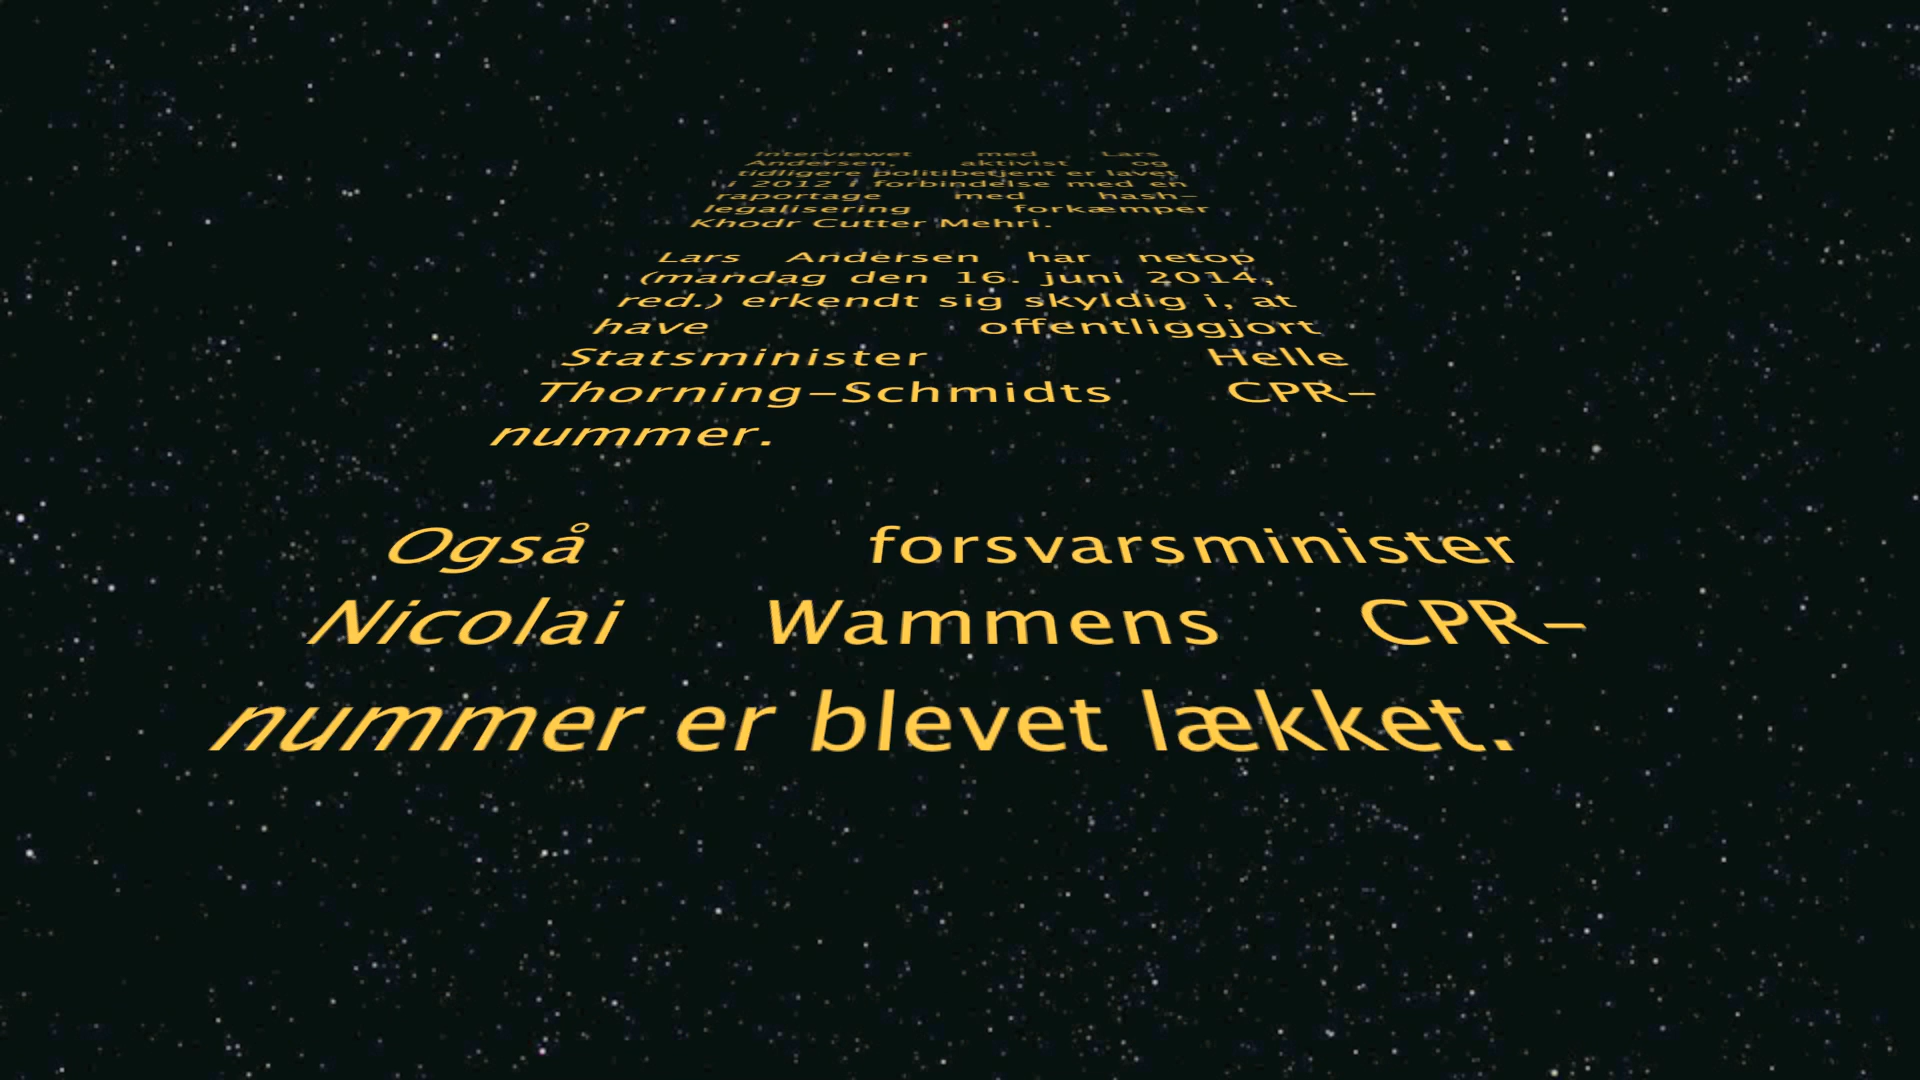 Interviewet med Lars
Andersen, aktivist og
tidligere politibetjent er lavet
i 2012 i forbindelse med en
raportage med hash-
legalisering forkæmper
Khodr Cutter Mehri.
Lars Andersen har netop
(mandag den 16. juni 2014,
red.) erkendt sig skyldig i, at
have offentliggjort
Statsminister Helle
Thorning-Schmidts CPR-
nummer.
Også forsvarsminister
Nicolai Wammens CPR-
nummer er blevet lækket.